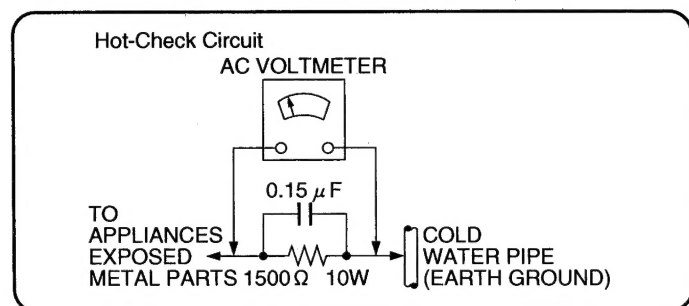 Hot-Check Circuit
AC VOLTMETER
0.15 μF
TO
APPLIANCES
EXPOSED
METAL PARTS 1500Ω 10W
COLD
WATER PIPE
(EARTH GROUND)